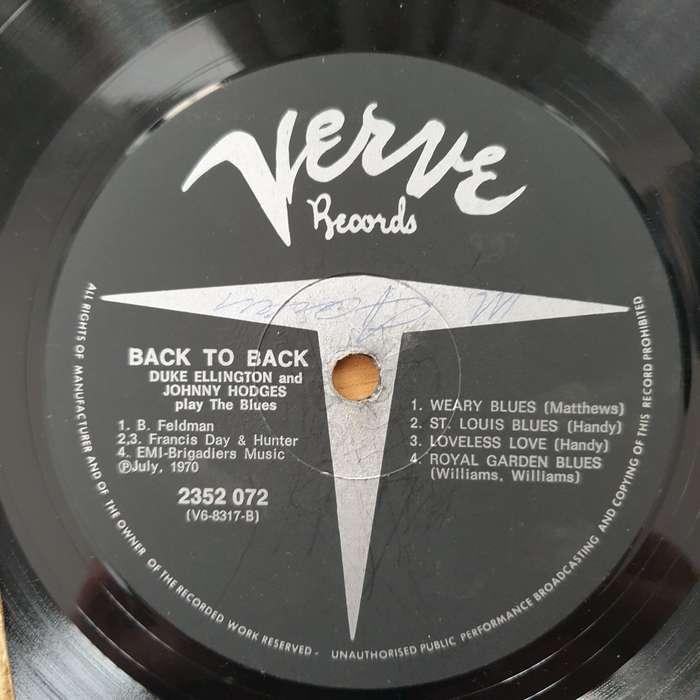 VERVE
Records
BACK TO BACK
DUKE ELLINGTON and
JOHNNY HODGES
play The Blues
1. B. Feldman
2,3. Francis Day & Hunter
4. EMI-Brigadiers Music
ⓅJuly, 1970
2352 072
(V6-8317-B)
1. WEARY BLUES (Matthews)
2. ST. LOUIS BLUES (Handy)
3. LOVELESS LOVE (Handy)
4. ROYAL GARDEN BLUES
(Williams, Williams)
ALL RIGHTS OF MANUFACTURER AND OF THE OWNER OF THE RECORDED WORK RESERVED - UNAUTHORISED PUBLIC PERFORMANCE BROADCASTING AND COPYING OF THIS RECORD PROHIBITED